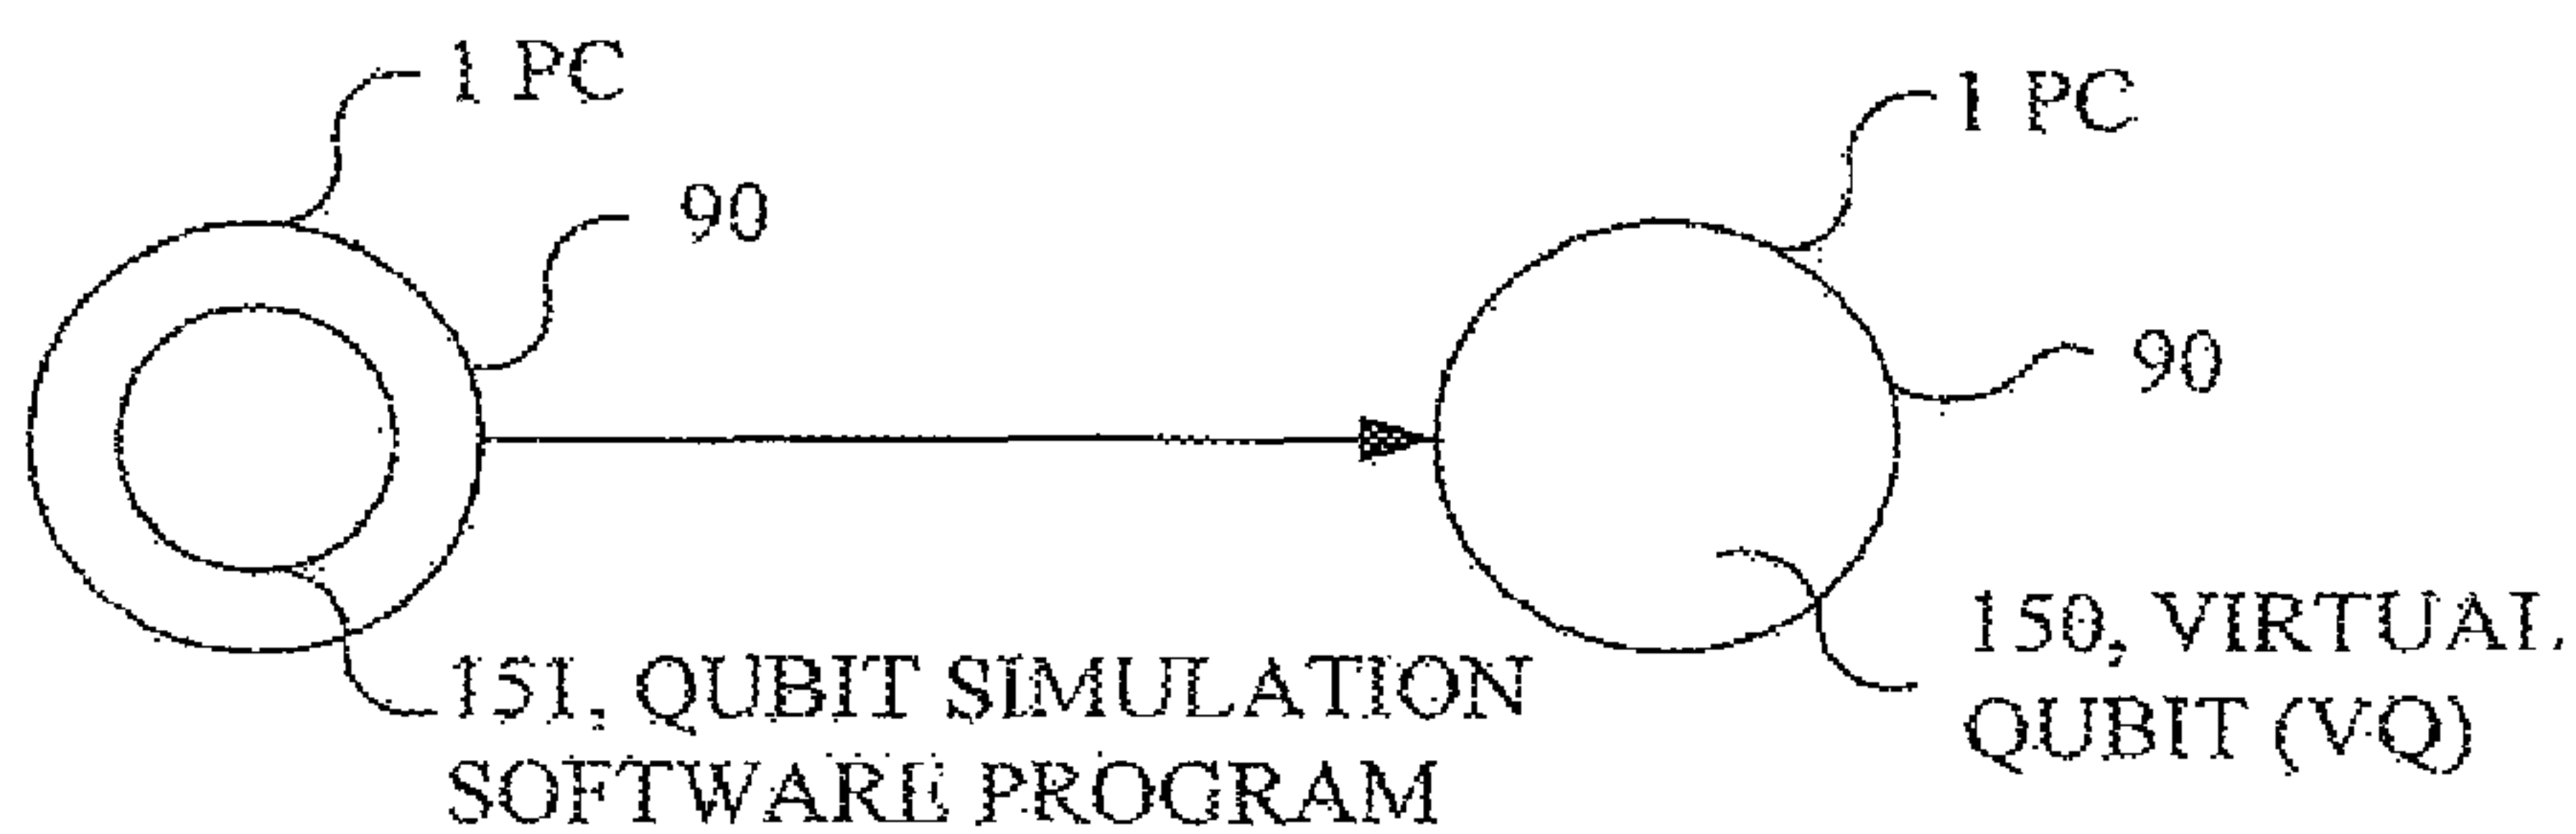 1 PC
90
1 PC
90
151, QUBIT SIMULATION
SOFTWARE PROGRAM
150, VIRTUAL
QUBIT (VQ)